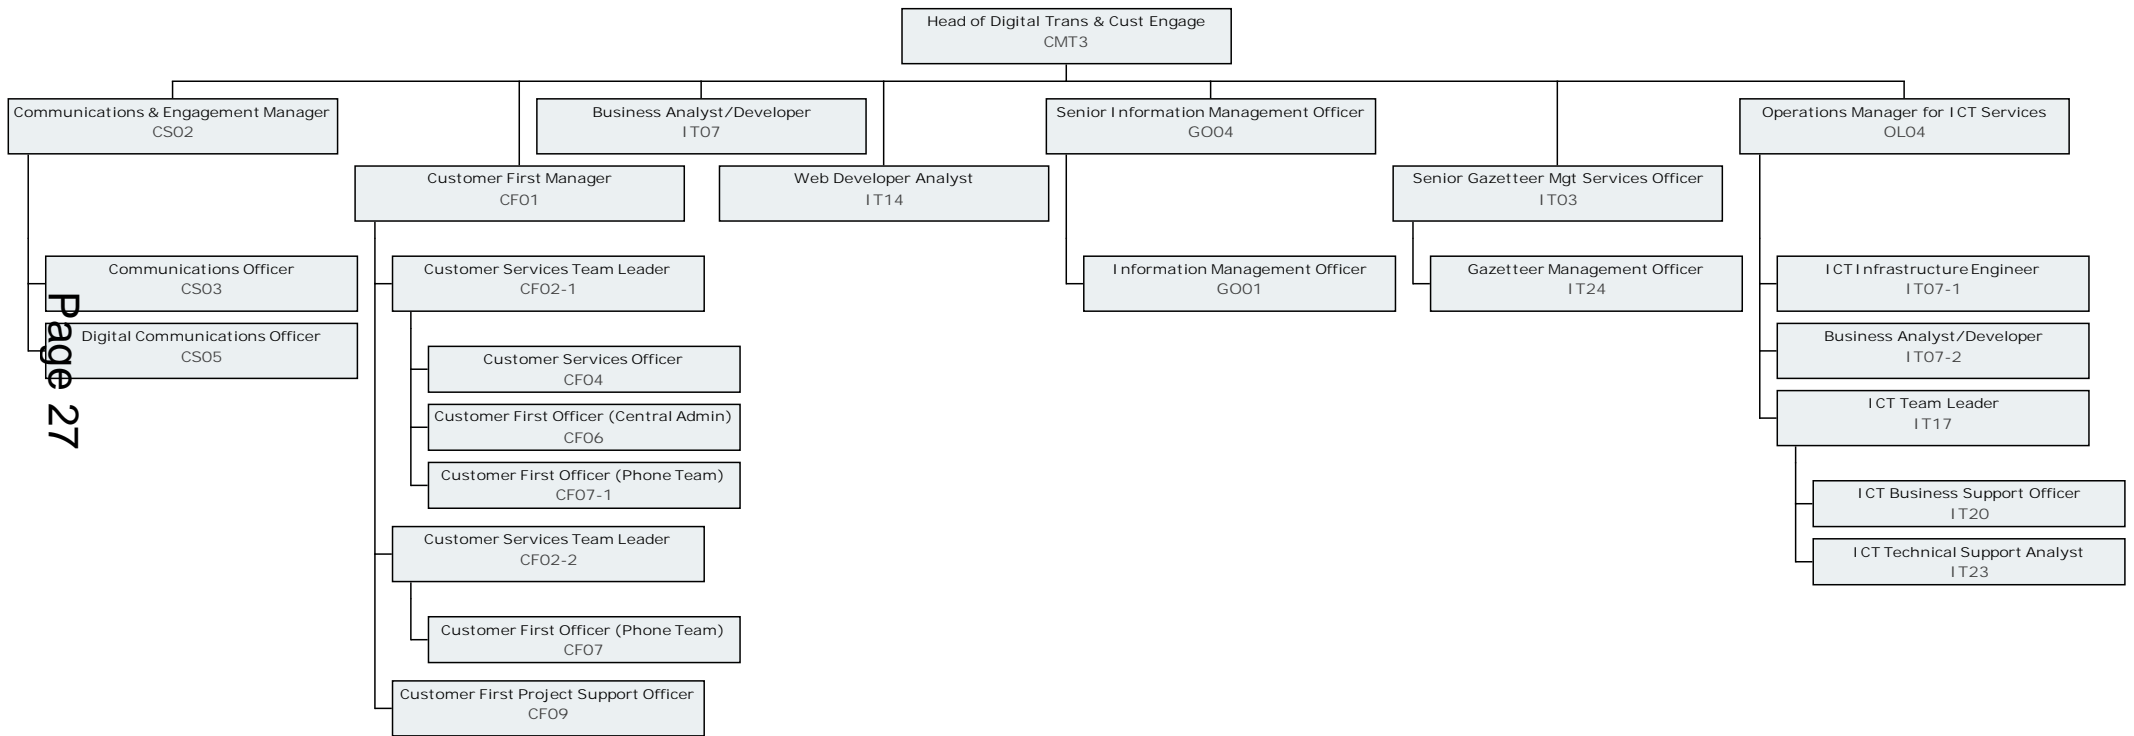 Head of Digital Trans & Cust Engage
CMT3
Communications & Engagement Manager
CS02
Business Analyst/Developer
IT07
Senior Information Management Officer
GO04
Operations Manager for ICT Services
OL04
Customer First Manager
CF01
Web Developer Analyst
IT14
Senior Gazetteer Mgt Services Officer
IT03
Communications Officer
CS03
Digital Communications Officer
CS05
Customer Services Team Leader
CF02-1
Customer Services Officer
CF04
Customer First Officer (Central Admin)
CF06
Customer First Officer (Phone Team)
CF07-1
Customer Services Team Leader
CF02-2
Customer First Officer (Phone Team)
CF07
Customer First Project Support Officer
CF09
Information Management Officer
GO01
Gazetteer Management Officer
IT24
ICT Infrastructure Engineer
IT07-1
Business Analyst/Developer
IT07-2
ICT Team Leader
IT17
ICT Business Support Officer
IT20
ICT Technical Support Analyst
IT23
Page 27